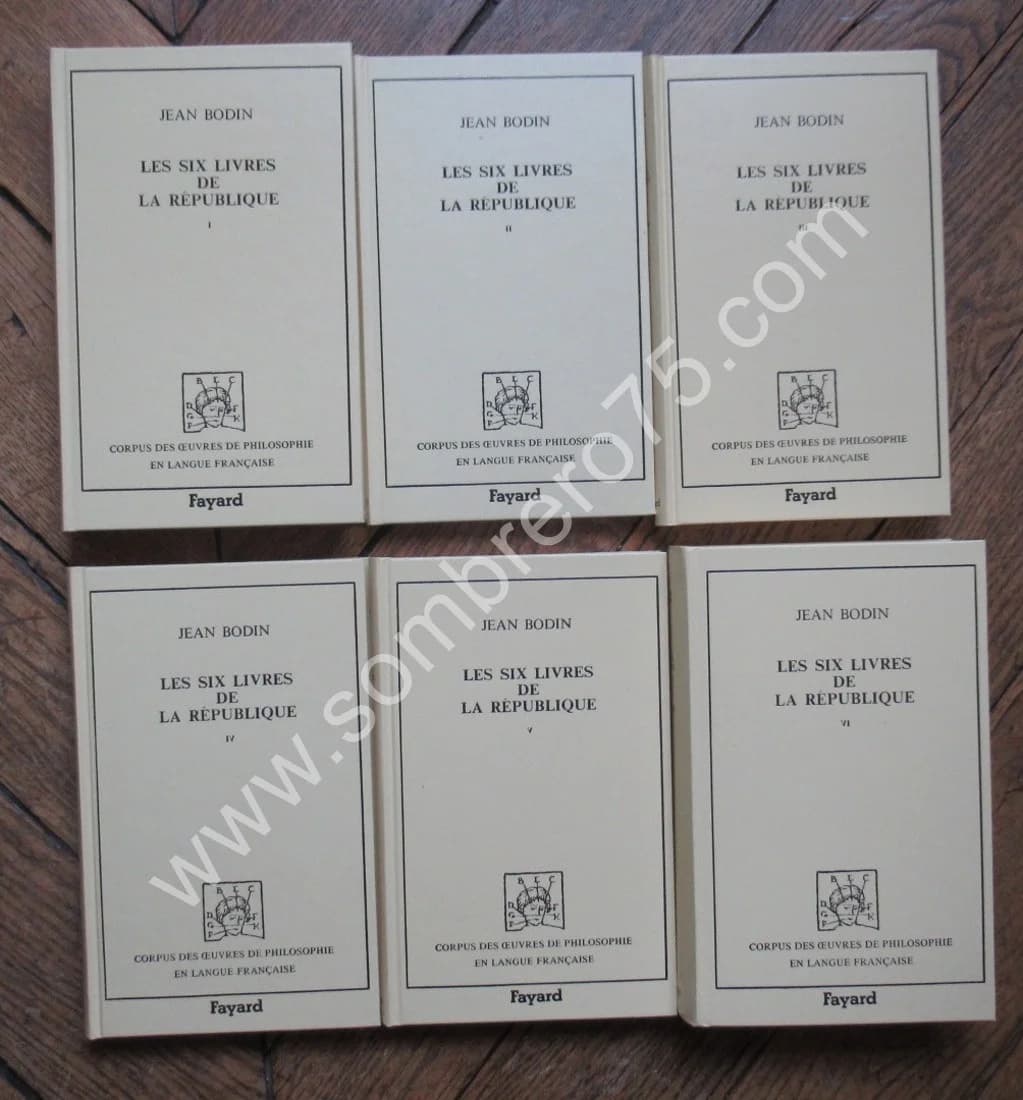 JEAN BODIN
LES SIX LIVRES
DE
LA RÉPUBLIQUE
I
CORPUS DES ŒUVRES DE PHILOSOPHIE
EN LANGUE FRANÇAISE
Fayard
JEAN BODIN
LES SIX LIVRES
DE
LA RÉPUBLIQUE
II
CORPUS DES ŒUVRES DE PHILOSOPHIE
EN LANGUE FRANÇAISE
Fayard
JEAN BODIN
LES SIX LIVRES
DE
LA RÉPUBLIQUE
III
CORPUS DES ŒUVRES DE PHILOSOPHIE
EN LANGUE FRANÇAISE
Fayard
JEAN BODIN
LES SIX LIVRES
DE
LA RÉPUBLIQUE
IV
CORPUS DES ŒUVRES DE PHILOSOPHIE
EN LANGUE FRANÇAISE
Fayard
JEAN BODIN
LES SIX LIVRES
DE
LA RÉPUBLIQUE
V
CORPUS DES ŒUVRES DE PHILOSOPHIE
EN LANGUE FRANÇAISE
Fayard
JEAN BODIN
LES SIX LIVRES
DE
LA RÉPUBLIQUE
VI
CORPUS DES ŒUVRES DE PHILOSOPHIE
EN LANGUE FRANÇAISE
Fayard
www.sombrero75.com